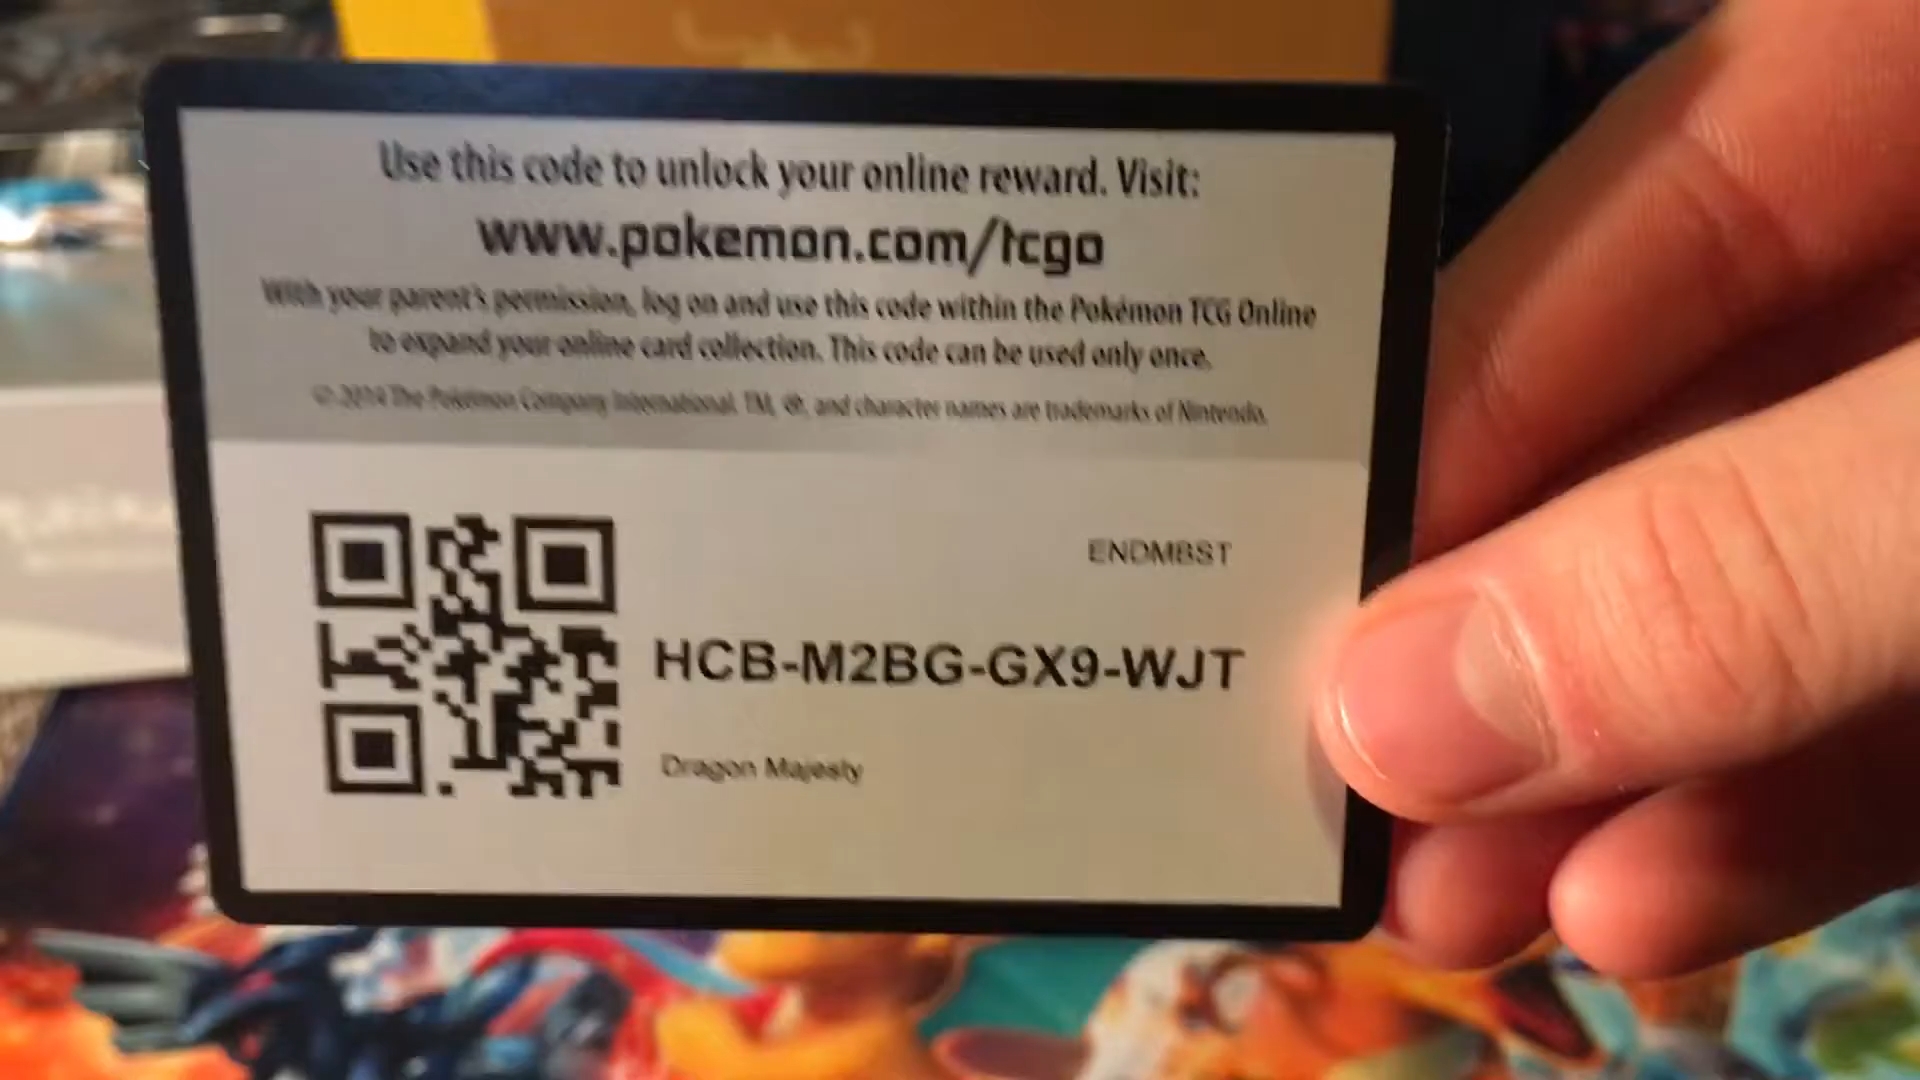 Use this code to unlock your online reward. Visit:
www.pokemon.com/tcgo
With your parent's permission, log on and use this code within the Pokémon TCG Online
to expand your online card collection. This code can be used only once.
© 2014 The Pokémon Company International. TM, ®, and character names are trademarks of Nintendo.
ENDMBST
HCB-M2BG-GX9-WJT
Dragon Majesty